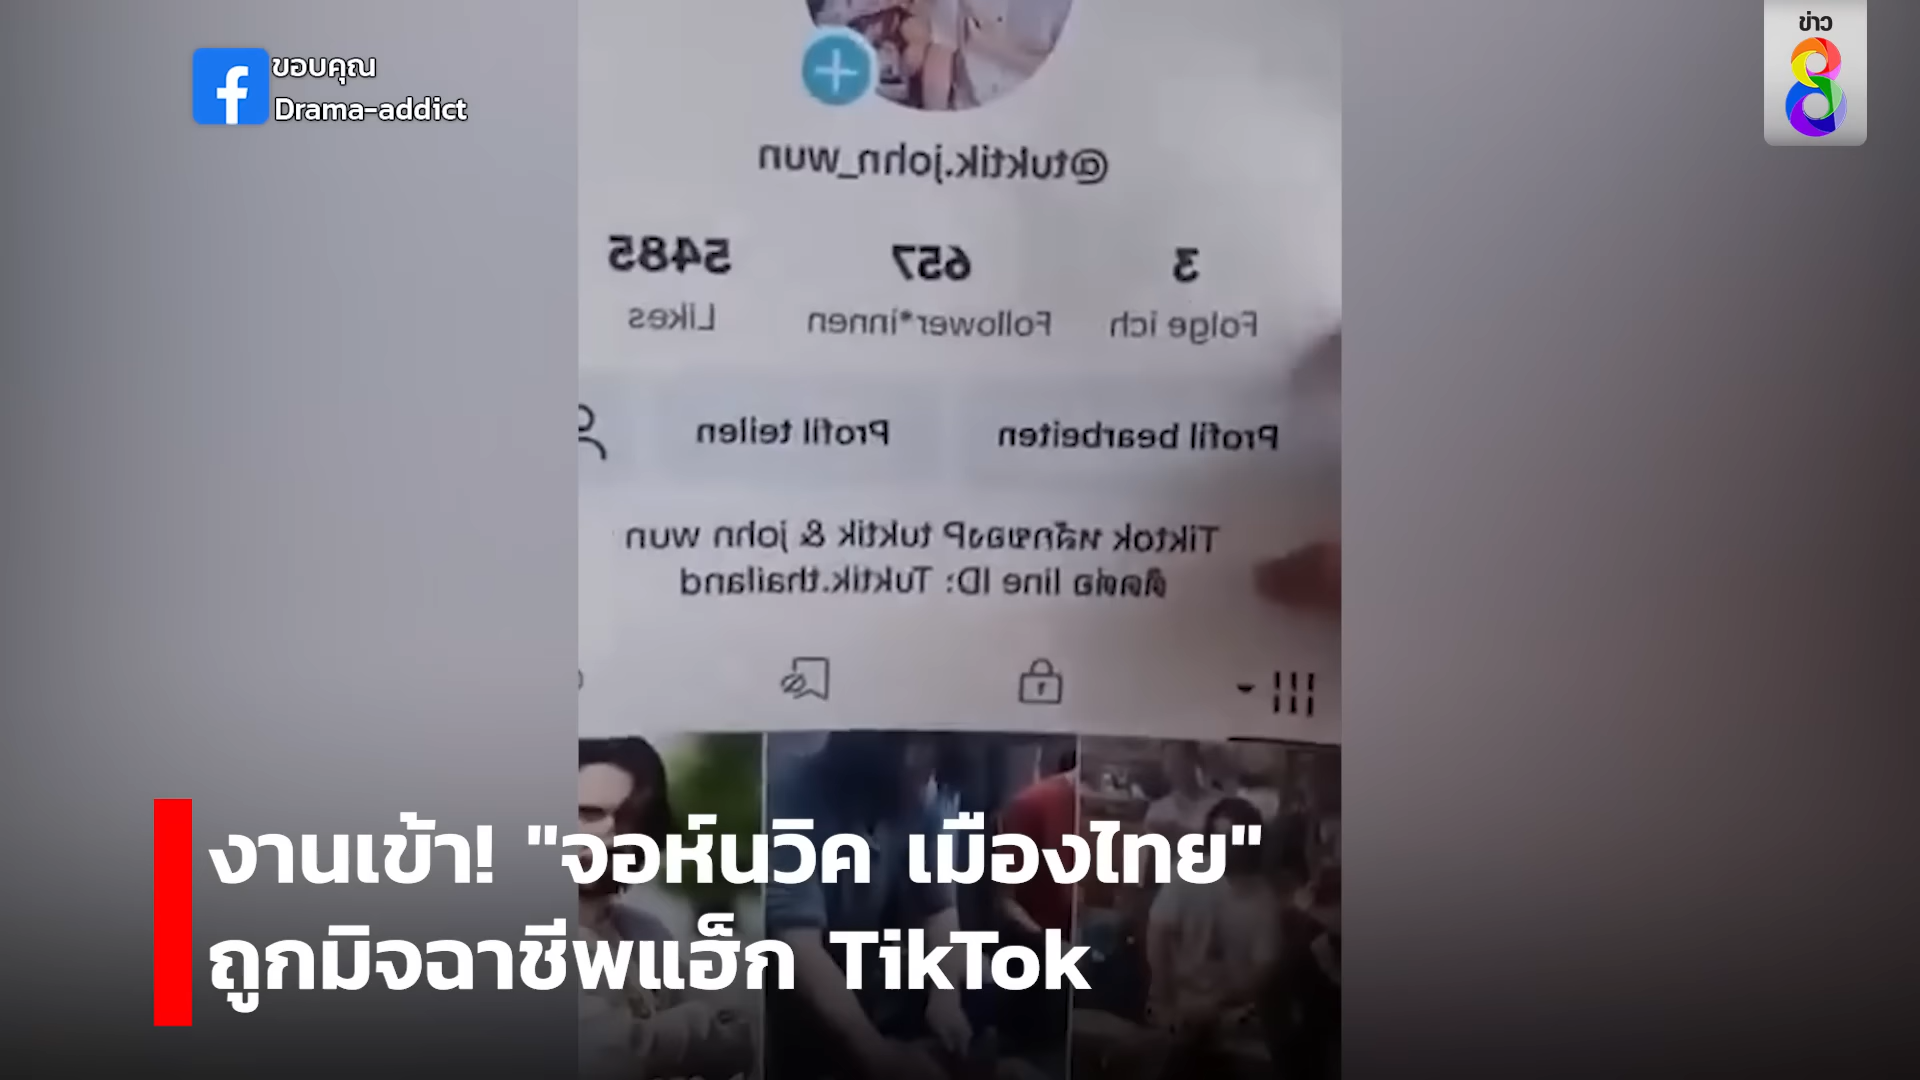 ขอบคุณ
Drama-addict
ข่าว
8
@tuktik.john_wun
3 657 5485
Folge ich Follower*innen Likes
Profil bearbeiten Profil teilen
Tiktok หลักของP tuktik & john wun
ติดต่อ line ID: Tuktik.thailand
งานเข้า! "จอห์นวิค เมืองไทย"
ถูกมิจฉาชีพแฮ็ก TikTok